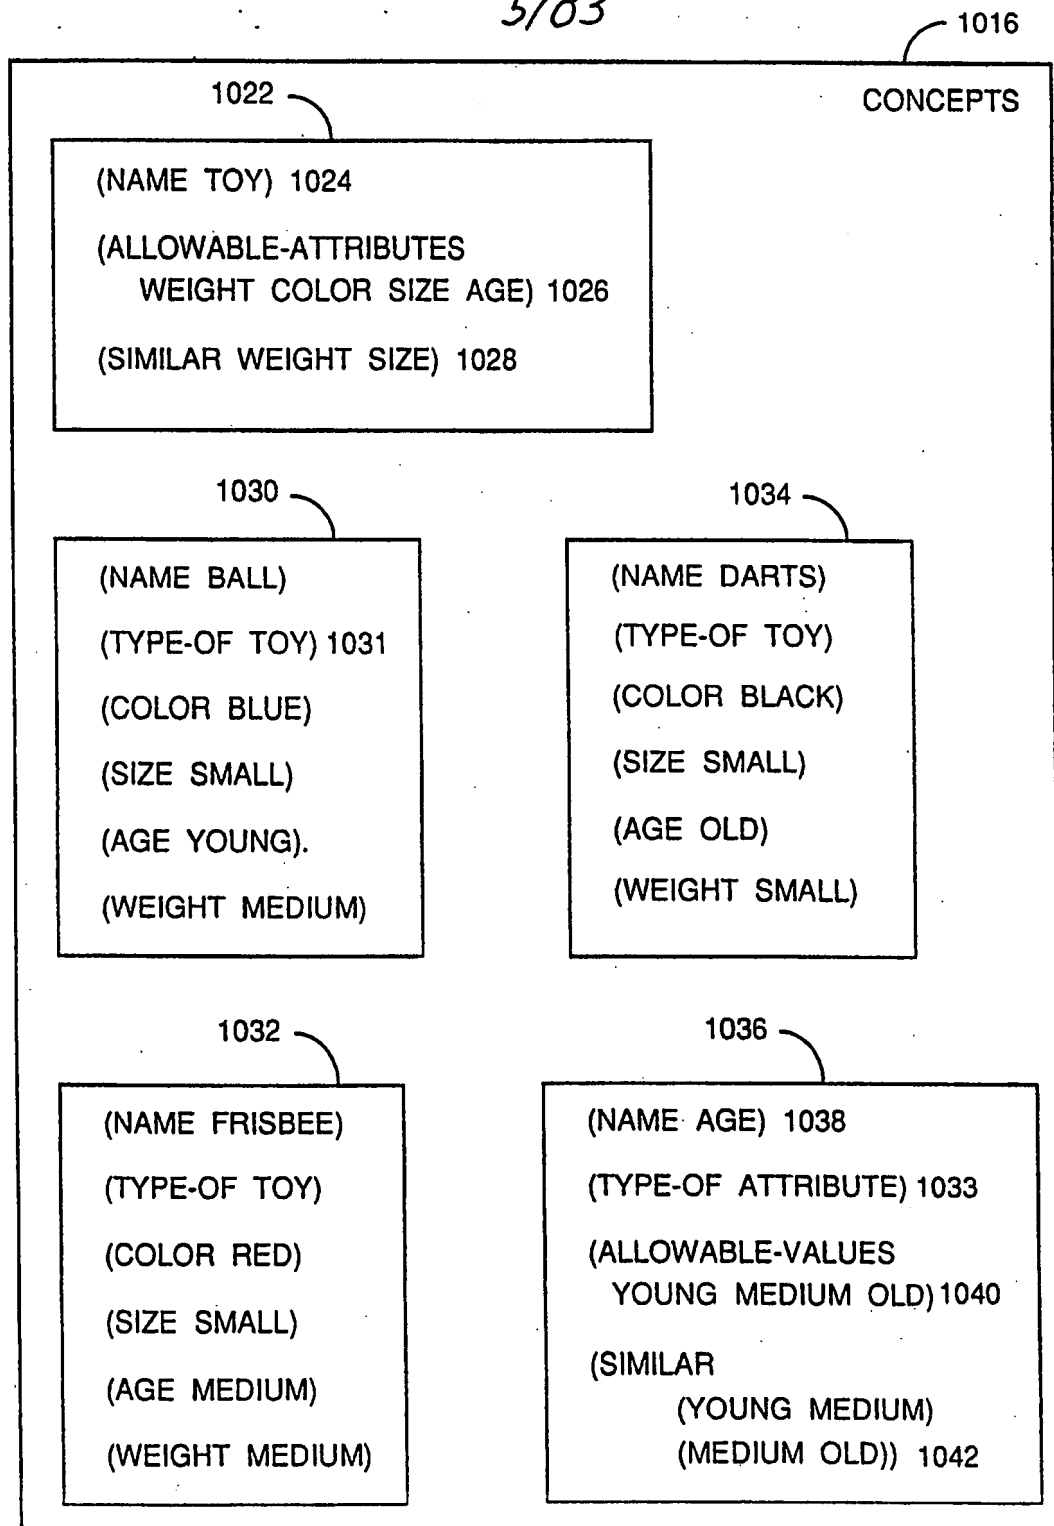 5/83
1016
CONCEPTS
1022
(NAME TOY) 1024
(ALLOWABLE-ATTRIBUTES
WEIGHT COLOR SIZE AGE) 1026
(SIMILAR WEIGHT SIZE) 1028
1030
(NAME BALL)
(TYPE-OF TOY) 1031
(COLOR BLUE)
(SIZE SMALL)
(AGE YOUNG).
(WEIGHT MEDIUM)
1034
(NAME DARTS)
(TYPE-OF TOY)
(COLOR BLACK)
(SIZE SMALL)
(AGE OLD)
(WEIGHT SMALL)
1032
(NAME FRISBEE)
(TYPE-OF TOY)
(COLOR RED)
(SIZE SMALL)
(AGE MEDIUM)
(WEIGHT MEDIUM)
1036
(NAME AGE) 1038
(TYPE-OF ATTRIBUTE) 1033
(ALLOWABLE-VALUES
YOUNG MEDIUM OLD) 1040
(SIMILAR
(YOUNG MEDIUM)
(MEDIUM OLD)) 1042